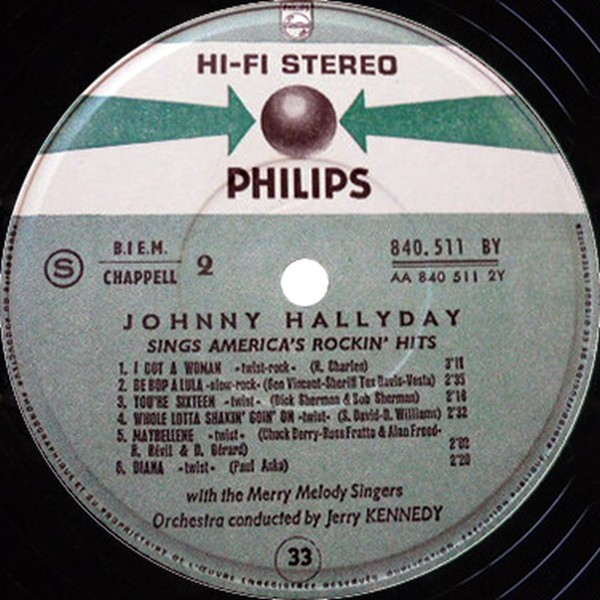 PHILIPS
HI-FI STEREO
PHILIPS
S
B.I.E.M.
CHAPPELL
2
840.511 BY
AA 840 511 2Y
JOHNNY HALLYDAY
SINGS AMERICA'S ROCKIN' HITS
1. I GOT A WOMAN -twist-rock- (R. Charles) 3'11
2. BE BOP A LULA -slow-rock- (Gen Vincent-Sheriff Tex Davis-Vesta) 2'35
3. YOU'RE SIXTEEN -twist- (Dick Sherman & Bob Sherman) 2'16
4. WHOLE LOTTA SHAKIN' GOIN' ON -twist- (S. David-D. Williams) 2'32
5. MAYBELLENE -twist- (Chuck Berry-Russ Fratto & Alan Freed-
R. Bévil & D. Gérard) 2'02
6. DIANA -twist- (Paul Anka) 2'20
with the Merry Melody Singers
Orchestra conducted by Jerry KENNEDY
33